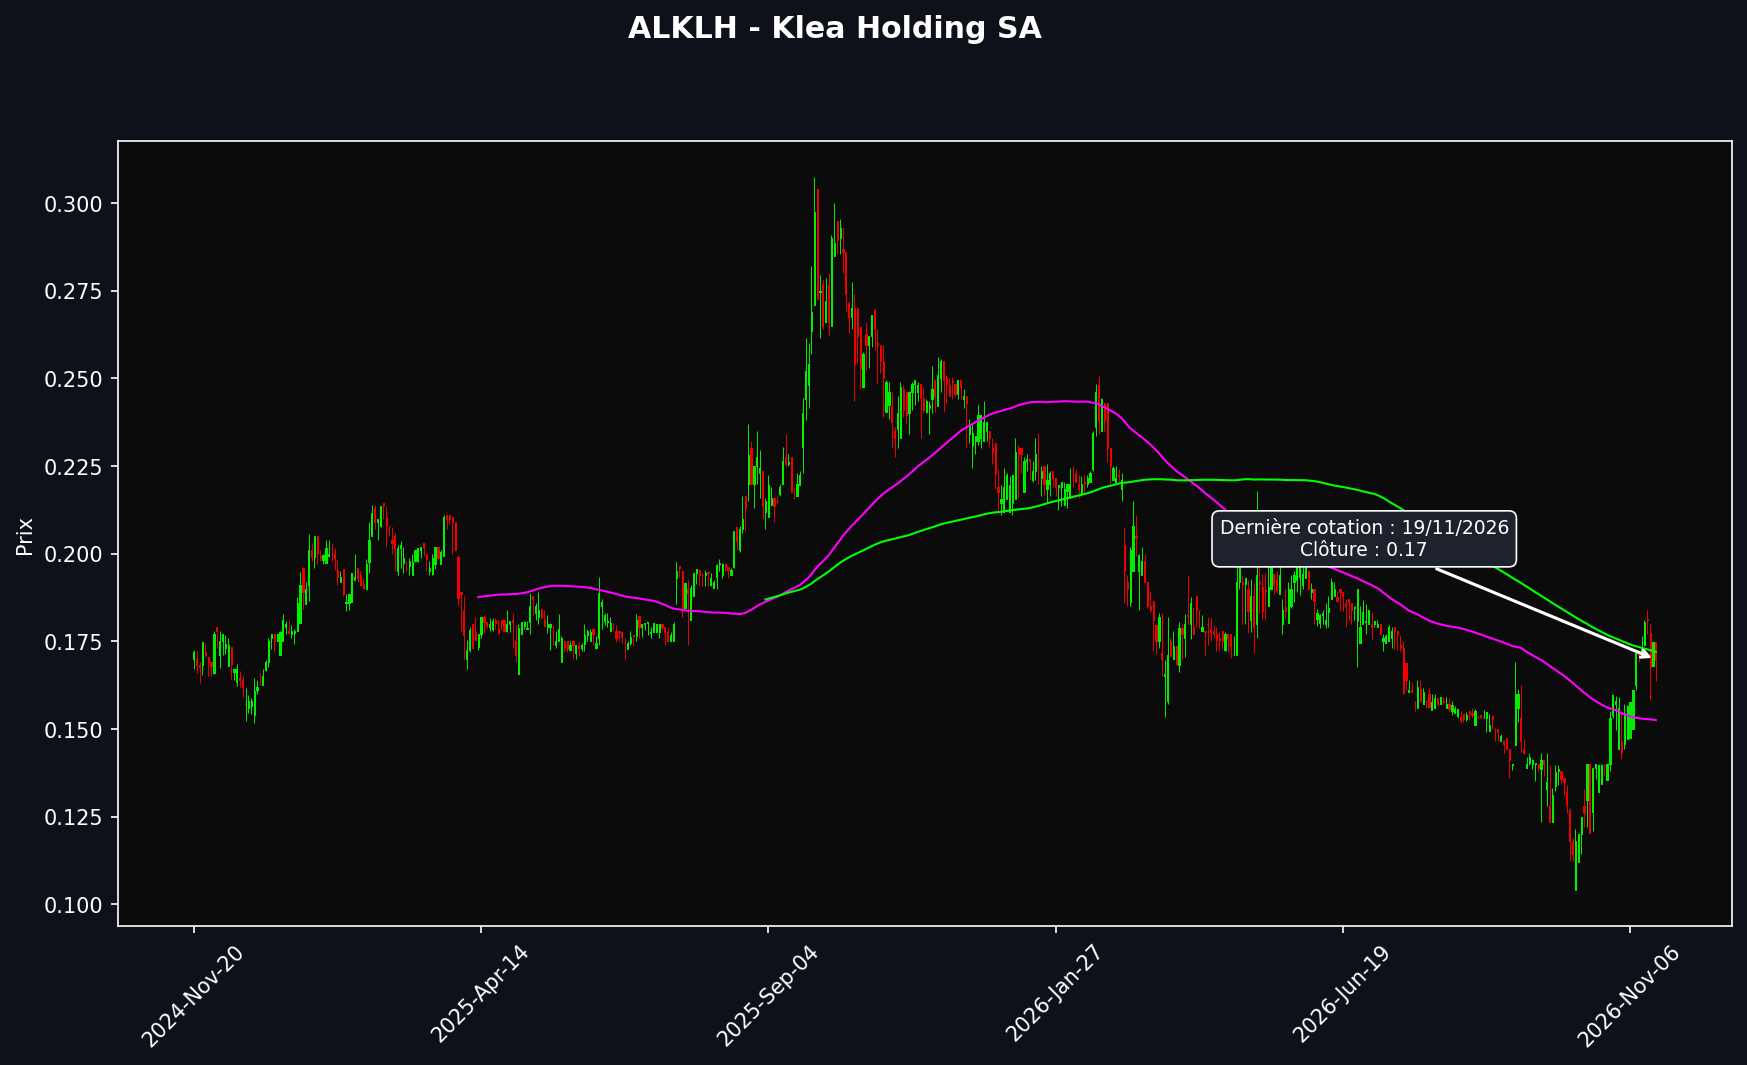 ALKLH - Klea Holding SA
Prix
0.300
0.275
0.250
0.225
0.200
0.175
0.150
0.125
0.100
Dernière cotation : 19/11/2026
Clôture : 0.17
2024-Nov-20
2025-Apr-14
2025-Sep-04
2026-Jan-27
2026-Jun-19
2026-Nov-06